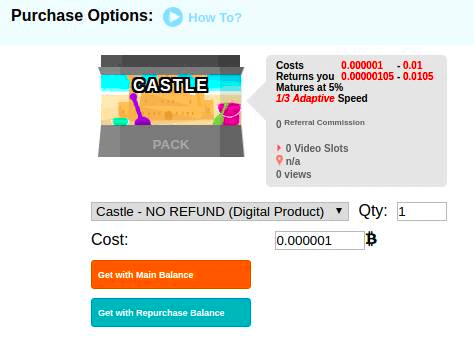 Purchase Options: How To?
CASTLE
PACK
Costs 0.000001 - 0.01
Returns you 0.00000105 - 0.0105
Matures at 5%
1/3 Adaptive Speed
0 Referral Commission
0 Video Slots
n/a
0 views
Castle - NO REFUND (Digital Product) Qty: 1
Cost: 0.000001 ₿
Get with Main Balance
Get with Repurchase Balance